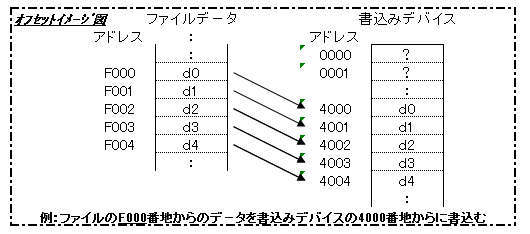 オフセットイメージ図
ファイルデータ
書込みデバイス
アドレス : アドレス
: 0000 ?
F000 d0 0001 ?
F001 d1 :
F002 d2 4000 d0
F003 d3 4001 d1
F004 d4 4002 d2
: 4003 d3
4004 d4
:
例:ファイルのF000番地からのデータを書込みデバイスの4000番地からに書込む